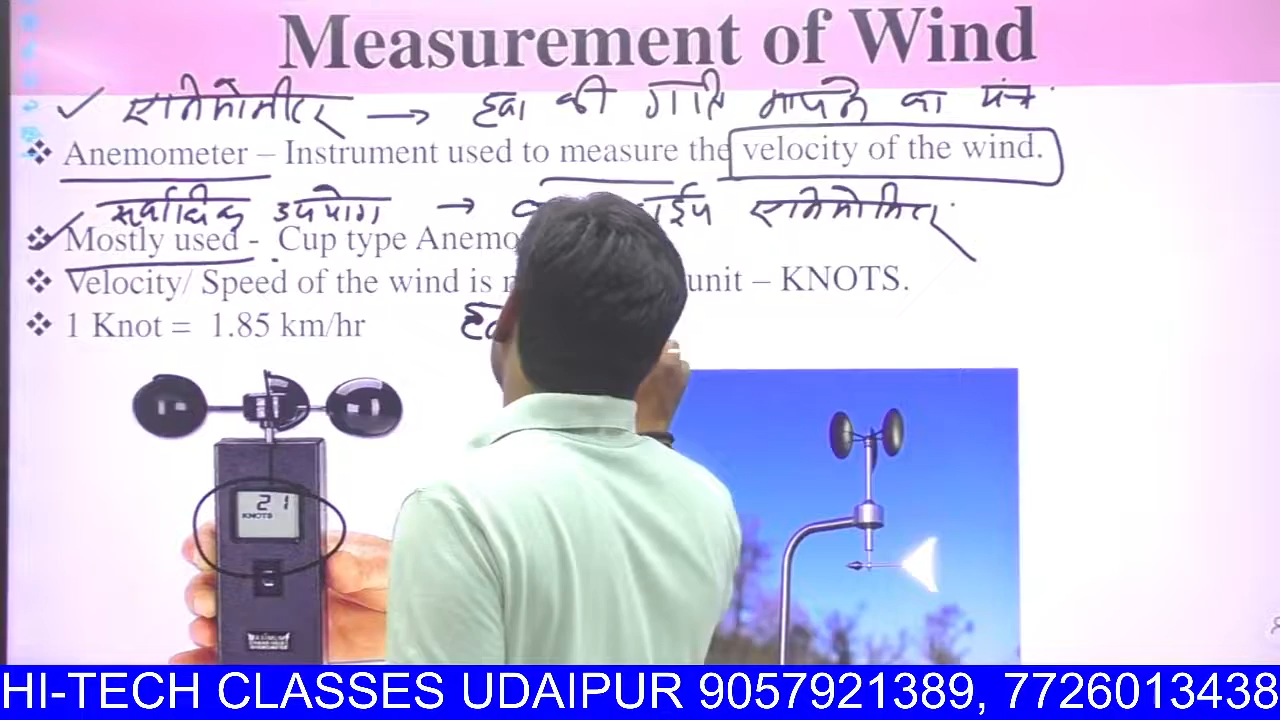 Measurement of Wind
एनिमोमीटर → हवा की गति मापने का यंत्र
❖ Anemometer – Instrument used to measure the velocity of the wind.
सर्वाधिक उपयोग → टाईप एनिमोमिटर
❖ Mostly used - Cup type Anemo
❖ Velocity/ Speed of the wind is unit – KNOTS.
❖ 1 Knot = 1.85 km/hr
21
KNOTS
HI-TECH CLASSES UDAIPUR 9057921389, 7726013438